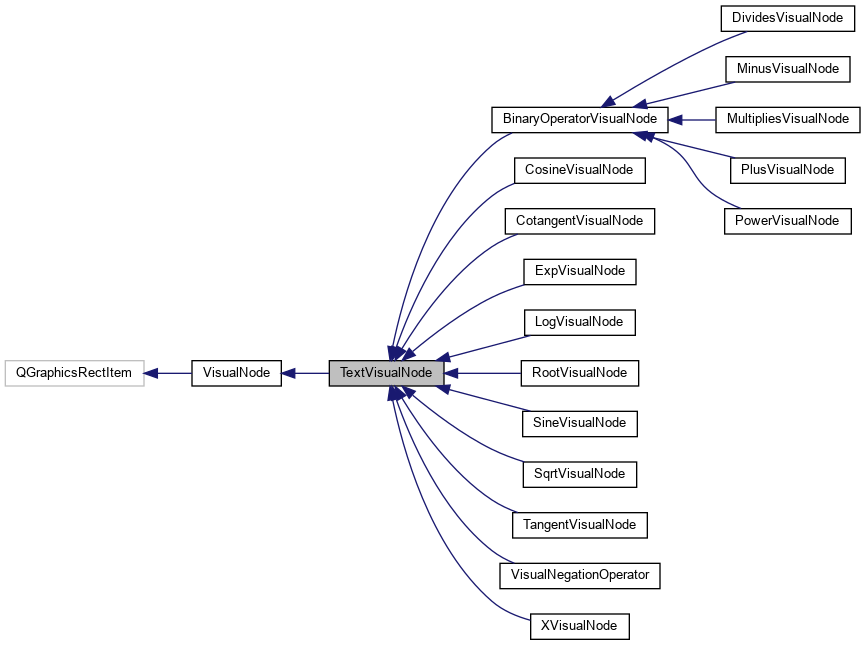 DividesVisualNode
MinusVisualNode
BinaryOperatorVisualNode
MultipliesVisualNode
CosineVisualNode
PlusVisualNode
CotangentVisualNode
PowerVisualNode
ExpVisualNode
LogVisualNode
QGraphicsRectItem
VisualNode
TextVisualNode
RootVisualNode
SineVisualNode
SqrtVisualNode
TangentVisualNode
VisualNegationOperator
XVisualNode